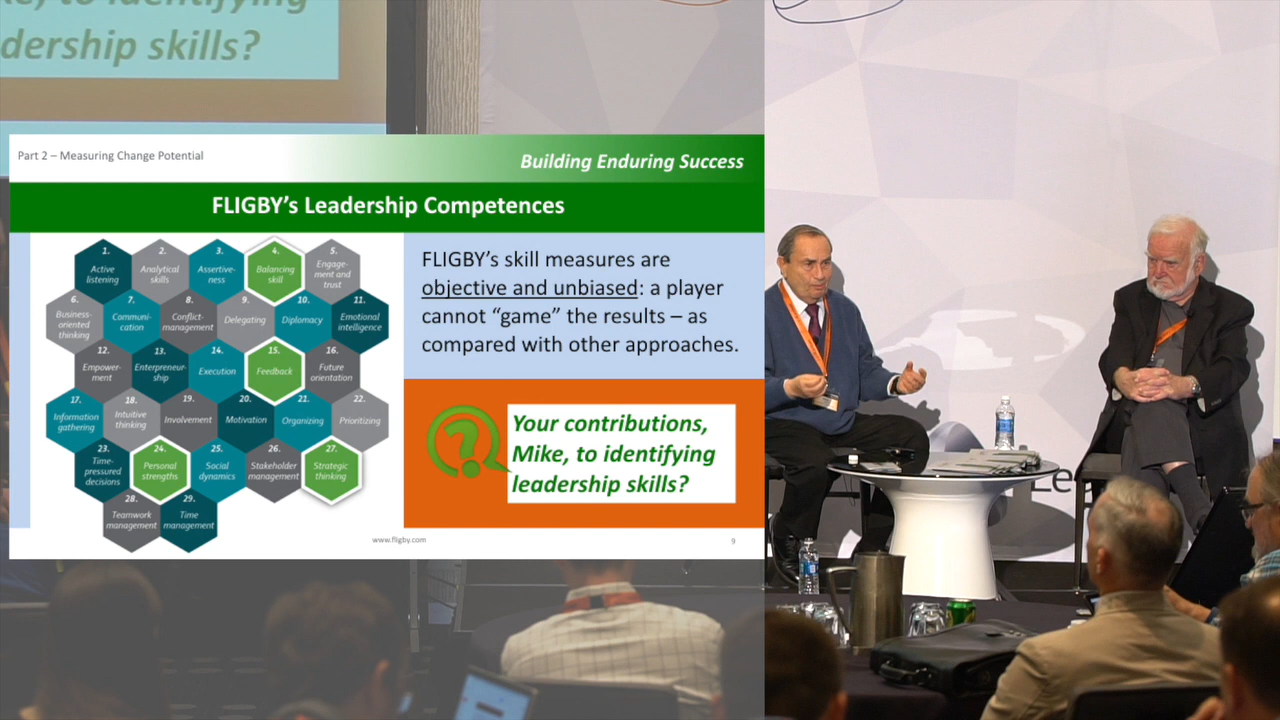 ke, to identifying
dership skills?
Part 2 – Measuring Change Potential
Building Enduring Success
FLIGBY's Leadership Competences
1.
Active
listening
2.
Analytical
skills
3.
Assertive-
ness
4.
Balancing
skill
5.
Engage-
ment and
trust
6.
Business-
oriented
thinking
7.
Communi-
cation
8.
Conflict-
management
9.
Delegating
10.
Diplomacy
11.
Emotional
intelligence
12.
Empower-
ment
13.
Enterpreneur-
ship
14.
Execution
15.
Feedback
16.
Future
orientation
17.
Information
gathering
18.
Intuitive
thinking
19.
Involvement
20.
Motivation
21.
Organizing
22.
Prioritizing
23.
Time-
pressured
decisions
24.
Personal
strengths
25.
Social
dynamics
26.
Stakeholder
management
27.
Strategic
thinking
28.
Teamwork
management
29.
Time
management
FLIGBY's skill measures are
objective and unbiased: a player
cannot "game" the results – as
compared with other approaches.
Your contributions,
Mike, to identifying
leadership skills?
www.fligby.com
9
Le